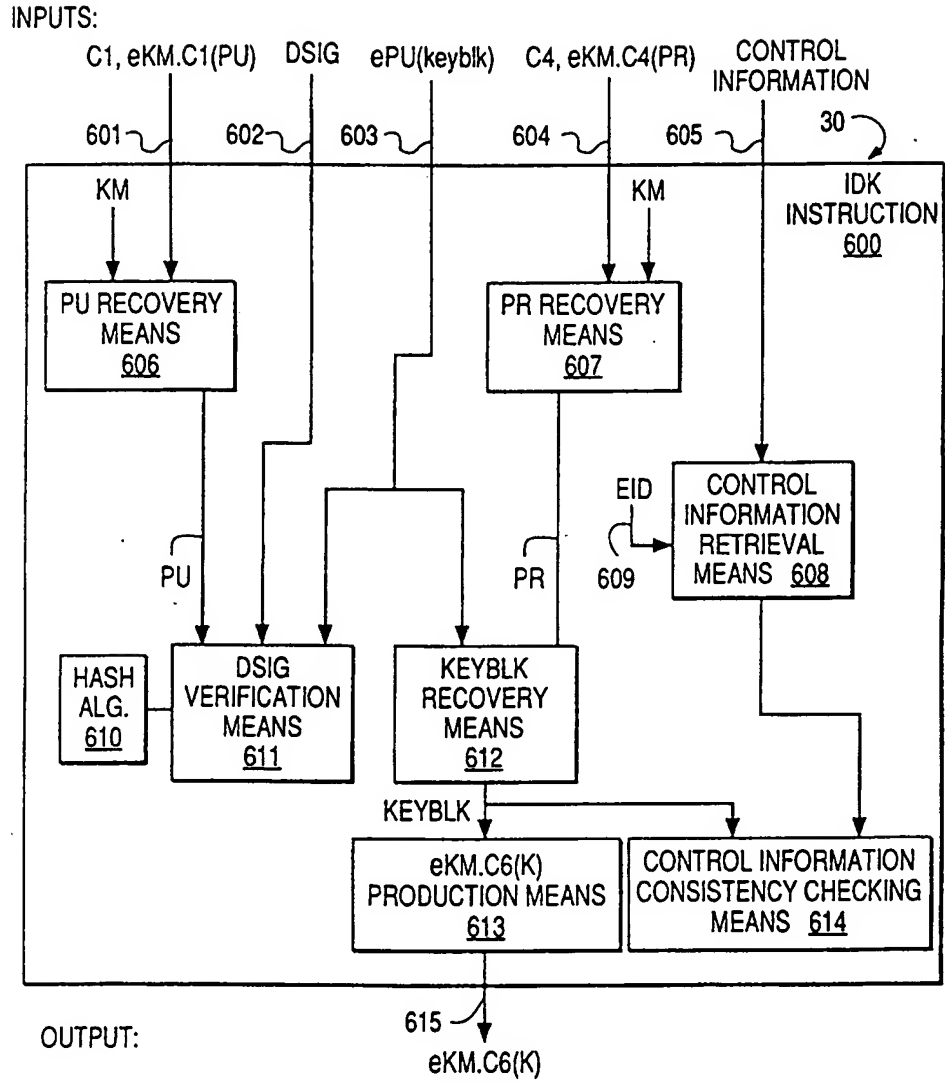 INPUTS:
C1, eKM.C1(PU)
DSIG
ePU(keyblk)
C4, eKM.C4(PR)
CONTROL
INFORMATION
601
602
603
604
605
30
KM
KM
IDK
INSTRUCTION
600
PU RECOVERY
MEANS
606
PR RECOVERY
MEANS
607
EID
609
CONTROL
INFORMATION
RETRIEVAL
MEANS 608
PU
PR
HASH
ALG.
610
DSIG
VERIFICATION
MEANS
611
KEYBLK
RECOVERY
MEANS
612
KEYBLK
eKM.C6(K)
PRODUCTION MEANS
613
CONTROL INFORMATION
CONSISTENCY CHECKING
MEANS 614
615
OUTPUT:
eKM.C6(K)